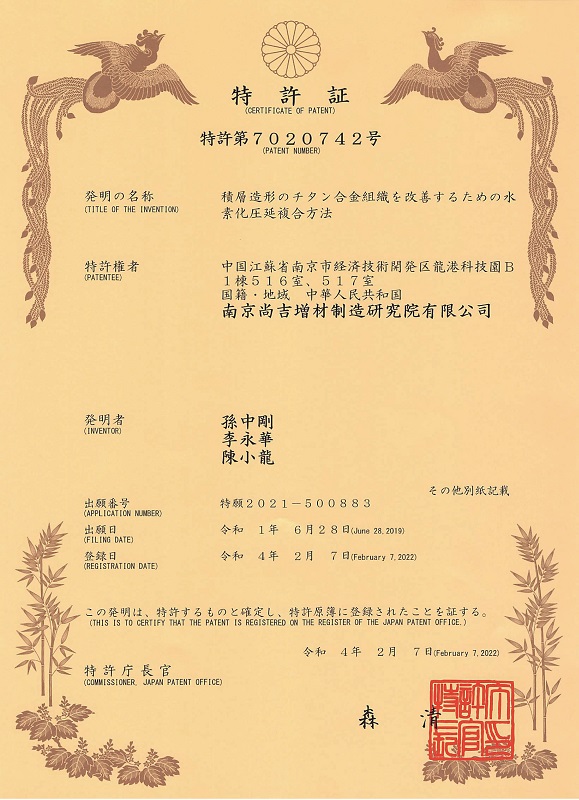 特許証
(CERTIFICATE OF PATENT)
特許第7020742号
(PATENT NUMBER)
発明の名称
(TITLE OF THE INVENTION)
積層造形のチタン合金組織を改善するための水
素化圧延複合方法
特許権者
(PATENTEE)
中国江蘇省南京市経済技術開発区龍港科技園B
1棟516室、517室
国籍・地域 中華人民共和国
南京尚吉增材制造研究院有限公司
発明者
(INVENTOR)
孫中剛
李永華
陳小龍
その他別紙記載
出願番号
(APPLICATION NUMBER)
特願2021-500883
出願日
(FILING DATE)
令和 1年 6月28日(June 28,2019)
登録日
(REGISTRATION DATE)
令和 4年 2月 7日(February 7,2022)
この発明は、特許するものと確定し、特許原簿に登録されたことを証する。
(THIS IS TO CERTIFY THAT THE PATENT IS REGISTERED ON THE REGISTER OF THE JAPAN PATENT OFFICE.)
令和 4年 2月 7日(February 7,2022)
特許庁長官
(COMMISSIONER, JAPAN PATENT OFFICE)
森 清